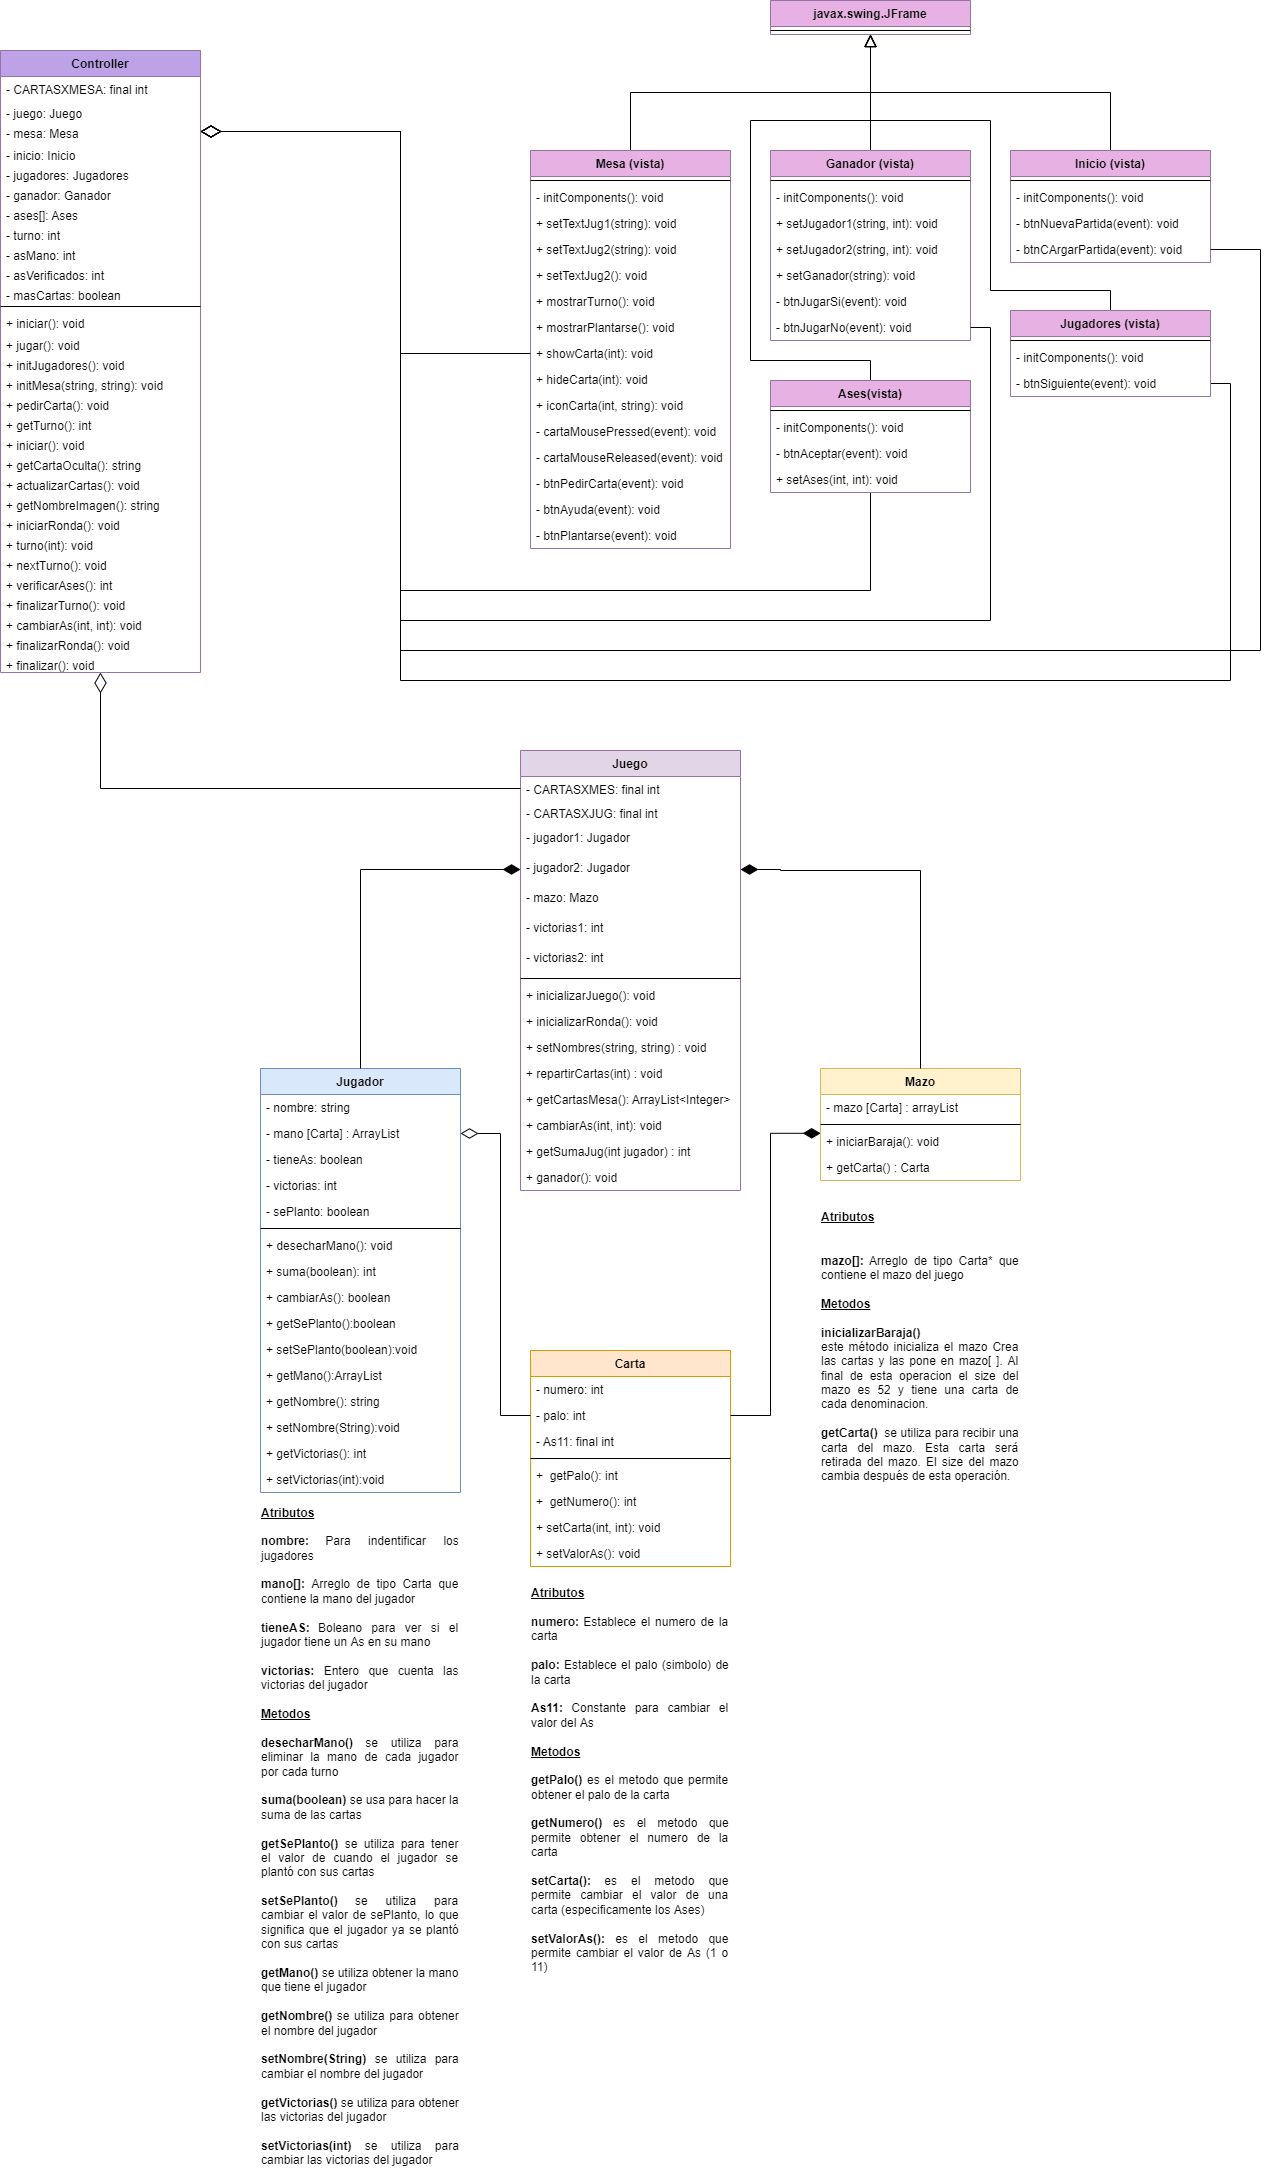 javax.swing.JFrame
Controller
- CARTASXMESA: final int
- juego: Juego
- mesa: Mesa
- inicio: Inicio
- jugadores: Jugadores
- ganador: Ganador
- ases[]: Ases
- turno: int
- asMano: int
- asVerificados: int
- masCartas: boolean
+ iniciar(): void
+ jugar(): void
+ initJugadores(): void
+ initMesa(string, string): void
+ pedirCarta(): void
+ getTurno(): int
+ iniciar(): void
+ getCartaOculta(): string
+ actualizarCartas(): void
+ getNombreImagen(): string
+ iniciarRonda(): void
+ turno(int): void
+ nextTurno(): void
+ verificarAses(): int
+ finalizarTurno(): void
+ cambiarAs(int, int): void
+ finalizarRonda(): void
+ finalizar(): void
Mesa (vista)
- initComponents(): void
+ setTextJug1(string): void
+ setTextJug2(string): void
+ setTextJug2(): void
+ mostrarTurno(): void
+ mostrarPlantarse(): void
+ showCarta(int): void
+ hideCarta(int): void
+ iconCarta(int, string): void
- cartaMousePressed(event): void
- cartaMouseReleased(event): void
- btnPedirCarta(event): void
- btnAyuda(event): void
- btnPlantarse(event): void
Ganador (vista)
- initComponents(): void
+ setJugador1(string, int): void
+ setJugador2(string, int): void
+ setGanador(string): void
- btnJugarSi(event): void
- btnJugarNo(event): void
Inicio (vista)
- initComponents(): void
- btnNuevaPartida(event): void
- btnCArgarPartida(event): void
Jugadores (vista)
- initComponents(): void
- btnSiguiente(event): void
Ases(vista)
- initComponents(): void
- btnAceptar(event): void
+ setAses(int, int): void
Juego
- CARTASXMES: final int
- CARTASXJUG: final int
- jugador1: Jugador
- jugador2: Jugador
- mazo: Mazo
- victorias1: int
- victorias2: int
+ inicializarJuego(): void
+ inicializarRonda(): void
+ setNombres(string, string) : void
+ repartirCartas(int) : void
+ getCartasMesa(): ArrayList<Integer>
+ cambiarAs(int, int): void
+ getSumaJug(int jugador) : int
+ ganador(): void
Jugador
- nombre: string
- mano [Carta] : ArrayList
- tieneAs: boolean
- victorias: int
- sePlanto: boolean
+ desecharMano(): void
+ suma(boolean): int
+ cambiarAs(): boolean
+ getSePlanto():boolean
+ setSePlanto(boolean):void
+ getMano():ArrayList
+ getNombre(): string
+ setNombre(String):void
+ getVictorias(): int
+ setVictorias(int):void
Atributos
nombre: Para indentificar los
jugadores
mano[]: Arreglo de tipo Carta que
contiene la mano del jugador
tieneAS: Boleano para ver si el
jugador tiene un As en su mano
victorias: Entero que cuenta las
victorias del jugador
Metodos
desecharMano() se utiliza para
eliminar la mano de cada jugador
por cada turno
suma(boolean) se usa para hacer la
suma de las cartas
getSePlanto() se utiliza para tener
el valor de cuando el jugador se
plantó con sus cartas
setSePlanto() se utiliza para
cambiar el valor de sePlanto, lo que
significa que el jugador ya se plantó
con sus cartas
getMano() se utiliza obtener la mano
que tiene el jugador
getNombre() se utiliza para obtener
el nombre del jugador
setNombre(String) se utiliza para
cambiar el nombre del jugador
getVictorias() se utiliza para obtener
las victorias del jugador
setVictorias(int) se utiliza para
cambiar las victorias del jugador
Carta
- numero: int
- palo: int
- As11: final int
+ getPalo(): int
+ getNumero(): int
+ setCarta(int, int): void
+ setValorAs(): void
Atributos
numero: Establece el numero de la
carta
palo: Establece el palo (simbolo) de
la carta
As11: Constante para cambiar el
valor del As
Metodos
getPalo() es el metodo que permite
obtener el palo de la carta
getNumero() es el metodo que
permite obtener el numero de la
carta
setCarta(): es el metodo que
permite cambiar el valor de una
carta (especificamente los Ases)
setValorAs(): es el metodo que
permite cambiar el valor de As (1 o
11)
Mazo
- mazo [Carta] : arrayList
+ iniciarBaraja(): void
+ getCarta() : Carta
Atributos
mazo[]: Arreglo de tipo Carta* que
contiene el mazo del juego
Metodos
inicializarBaraja()
este método inicializa el mazo Crea
las cartas y las pone en mazo[ ]. Al
final de esta operacion el size del
mazo es 52 y tiene una carta de
cada denominacion.
getCarta() se utiliza para recibir una
carta del mazo. Esta carta será
retirada del mazo. El size del mazo
cambia después de esta operación.